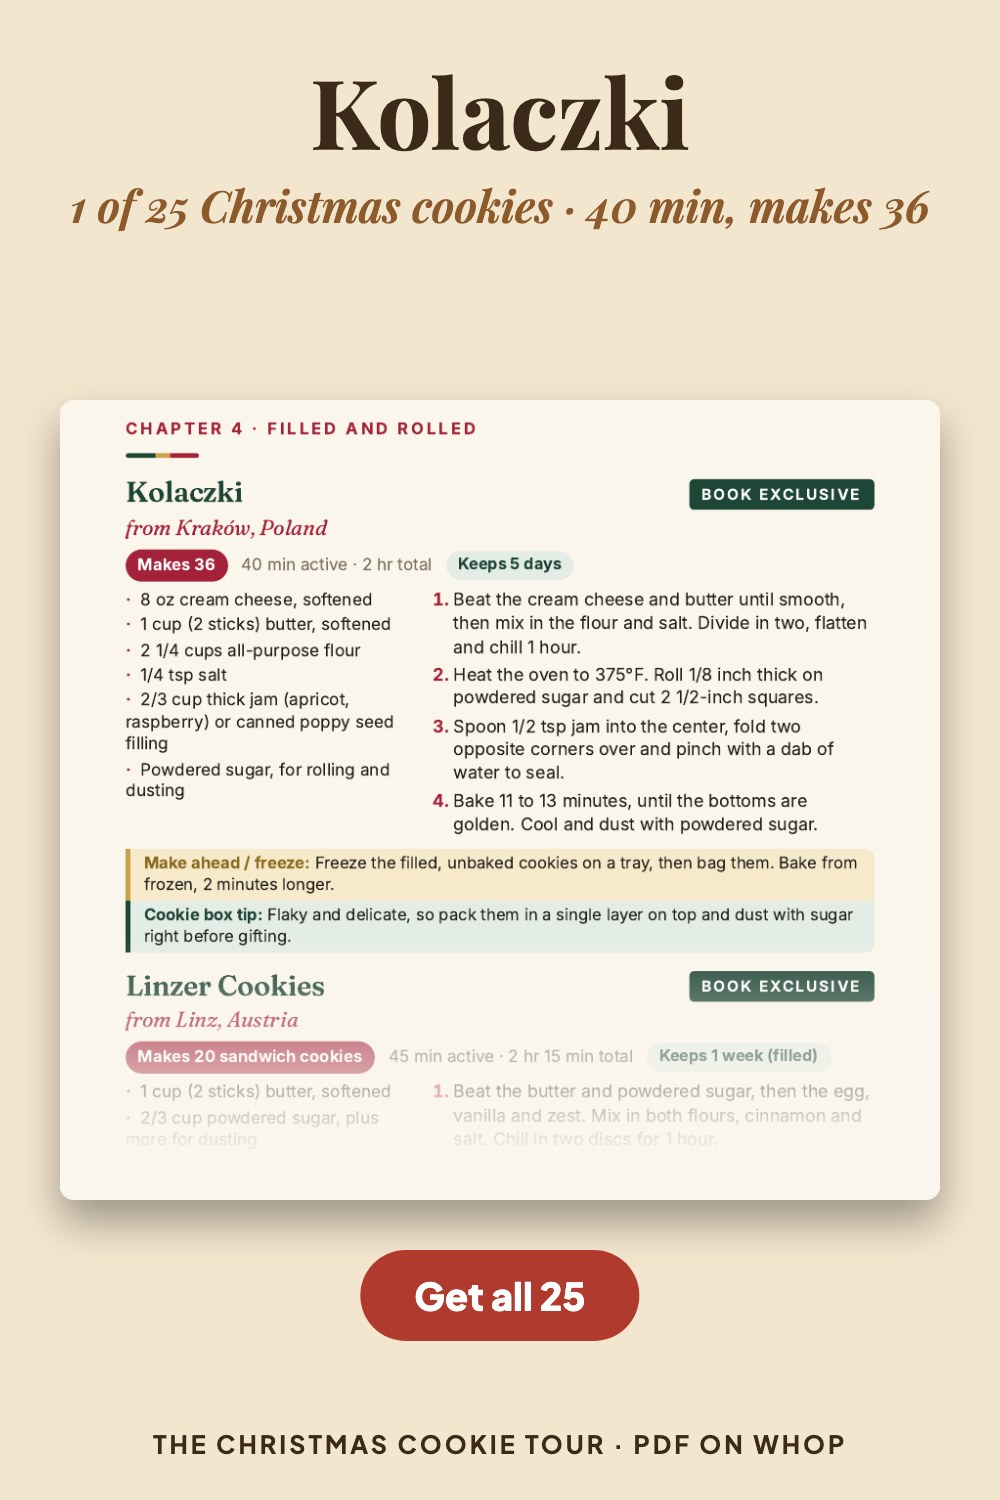 Kolaczki
1 of 25 Christmas cookies · 40 min, makes 36
CHAPTER 4 · FILLED AND ROLLED
Kolaczki
BOOK EXCLUSIVE
from Kraków, Poland
Makes 36 40 min active · 2 hr total Keeps 5 days
· 8 oz cream cheese, softened
· 1 cup (2 sticks) butter, softened
· 2 1/4 cups all-purpose flour
· 1/4 tsp salt
· 2/3 cup thick jam (apricot,
raspberry) or canned poppy seed
filling
· Powdered sugar, for rolling and
dusting
1. Beat the cream cheese and butter until smooth,
then mix in the flour and salt. Divide in two, flatten
and chill 1 hour.
2. Heat the oven to 375°F. Roll 1/8 inch thick on
powdered sugar and cut 2 1/2-inch squares.
3. Spoon 1/2 tsp jam into the center, fold two
opposite corners over and pinch with a dab of
water to seal.
4. Bake 11 to 13 minutes, until the bottoms are
golden. Cool and dust with powdered sugar.
Make ahead / freeze: Freeze the filled, unbaked cookies on a tray, then bag them. Bake from
frozen, 2 minutes longer.
Cookie box tip: Flaky and delicate, so pack them in a single layer on top and dust with sugar
right before gifting.
Linzer Cookies
BOOK EXCLUSIVE
from Linz, Austria
Makes 20 sandwich cookies 45 min active · 2 hr 15 min total Keeps 1 week (filled)
· 1 cup (2 sticks) butter, softened
· 2/3 cup powdered sugar, plus
more for dusting
1. Beat the butter and powdered sugar, then the egg,
vanilla and zest. Mix in both flours, cinnamon and
salt. Chill in two discs for 1 hour.
Get all 25
THE CHRISTMAS COOKIE TOUR · PDF ON WHOP